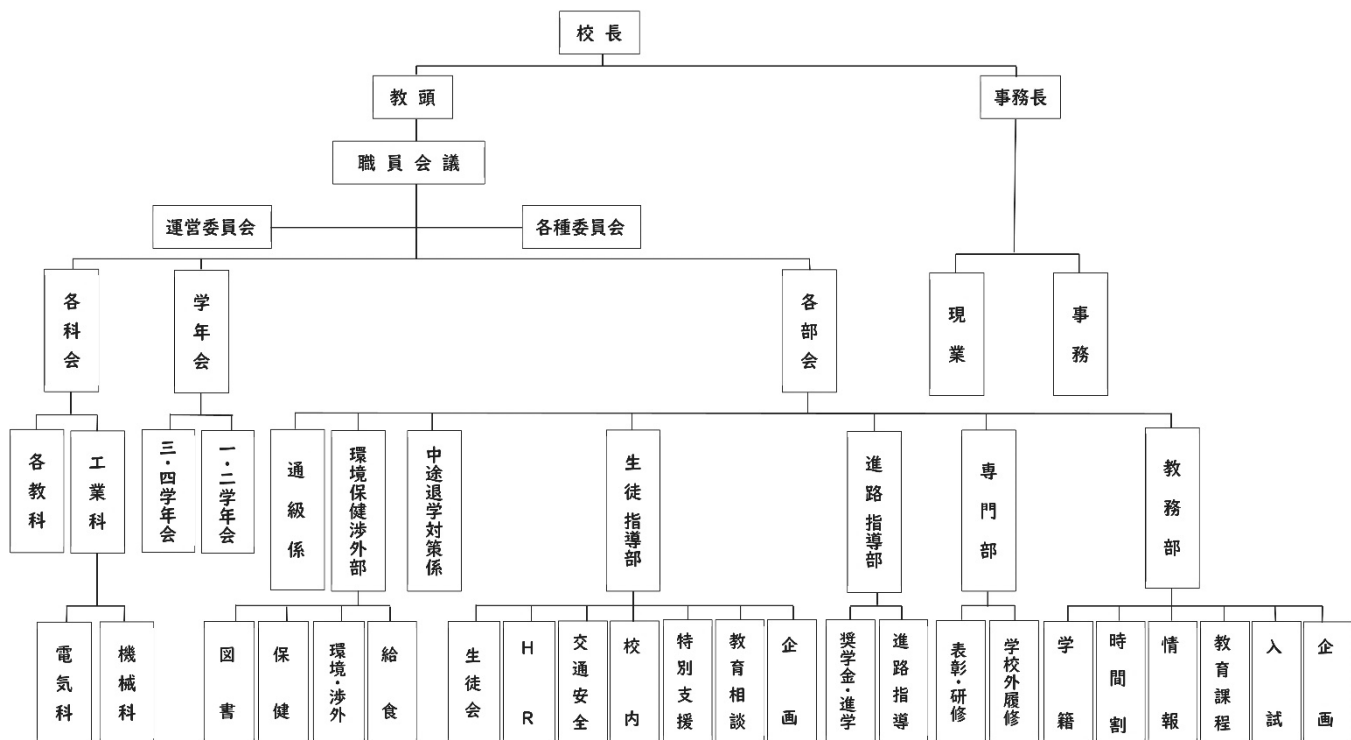 校長
教頭
事務長
職員会議
運営委員会
各種委員会
各科会
学年会
各部会
現業
事務
各教科
工業科
三・四学年会
一・二学年会
通級係
環境保健渉外部
中途退学対策係
生徒指導部
進路指導部
専門部
教務部
電気科
機械科
図書
保健
環境・渉外
給食
生徒会
HR
交通安全
校内
特別支援
教育相談
企画
奨学金・進学
進路指導
表彰・研修
学校外履修
学籍
時間割
情報
教育課程
入試
企画